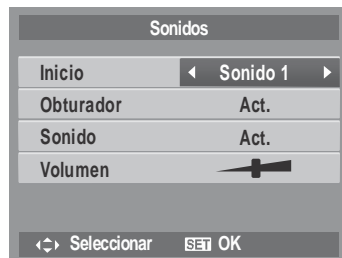 Sonidos
Inicio Sonido 1
Obturador Act.
Sonido Act.
Volumen
Seleccionar SET OK